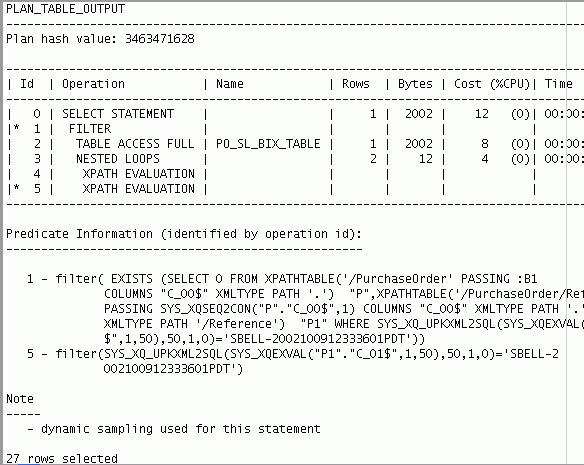 PLAN_TABLE_OUTPUT
--------------------------------------------------------------------------------
Plan hash value: 3463471628
--------------------------------------------------------------------------------
| Id | Operation | Name | Rows | Bytes | Cost (%CPU)| Time
--------------------------------------------------------------------------------
| 0 | SELECT STATEMENT | | 1 | 2002 | 12 (0)| 00:00:
|* 1 | FILTER | | | | |
| 2 | TABLE ACCESS FULL | PO_SL_BIX_TABLE | 1 | 2002 | 8 (0)| 00:00:
| 3 | NESTED LOOPS | | 2 | 12 | 4 (0)| 00:00:
| 4 | XPATH EVALUATION | | | | |
|* 5 | XPATH EVALUATION | | | | |
--------------------------------------------------------------------------------
Predicate Information (identified by operation id):
---------------------------------------------------
1 - filter( EXISTS (SELECT 0 FROM XPATHTABLE('/PurchaseOrder' PASSING :B1
COLUMNS "C_00$" XMLTYPE PATH '.') "P",XPATHTABLE('/PurchaseOrder/Ref
PASSING SYS_XQSEQ2CON("P"."C_00$",1) COLUMNS "C_00$" XMLTYPE PATH '.'
XMLTYPE PATH '/Reference') "P1" WHERE SYS_XQ_UPKXML2SQL(SYS_XQEXVAL(
$",1,50),50,1,0)='SBELL-2002100912333601PDT'))
5 - filter(SYS_XQ_UPKXML2SQL(SYS_XQEXVAL("P1"."C_01$",1,50),50,1,0)='SBELL-2
002100912333601PDT')
Note
-----
- dynamic sampling used for this statement
27 rows selected